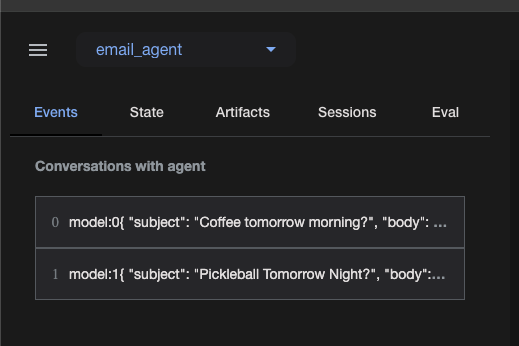 email_agent
Events State Artifacts Sessions Eval
Conversations with agent
0 model:0{ "subject": "Coffee tomorrow morning?", "body": ...
1 model:1{ "subject": "Pickleball Tomorrow Night?", "body":...